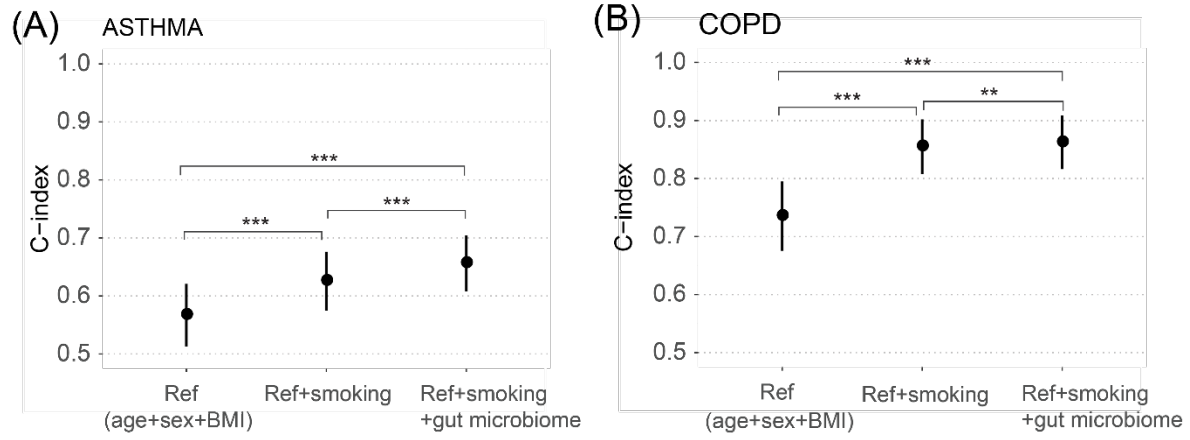 (A) ASTHMA
C-index
1.0
0.9
0.8
0.7
0.6
0.5
***
***
***
Ref
(age+sex+BMI)
Ref+smoking
Ref+smoking
+gut microbiome
(B) COPD
C-index
1.0
0.9
0.8
0.7
0.6
0.5
***
***
**
Ref
(age+sex+BMI)
Ref+smoking
Ref+smoking
+gut microbiome